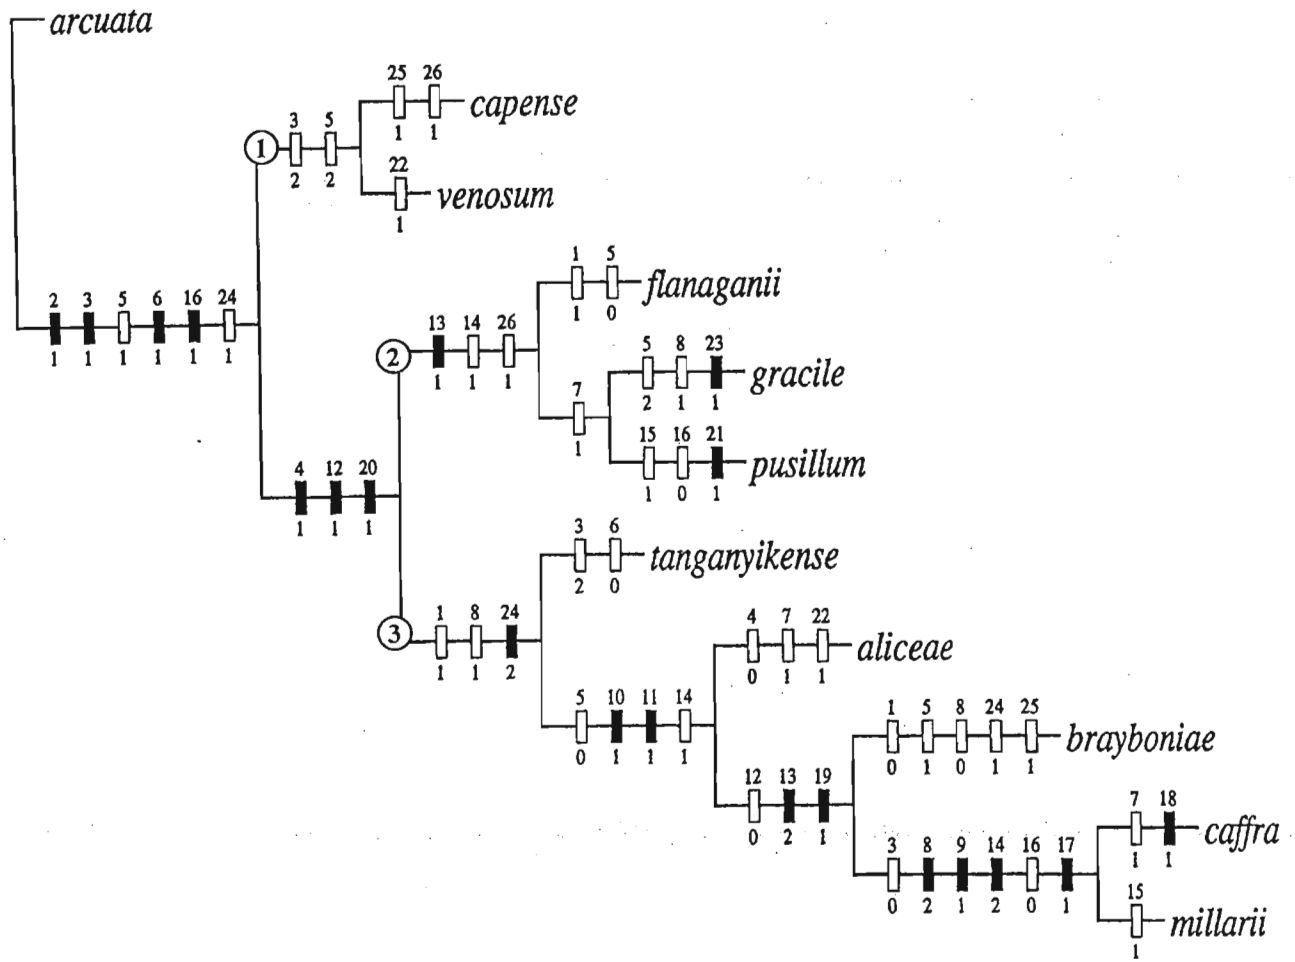 arcuata
25 26
capense
1 1
3 5
1
2 2
22
venosum
1
1 5
flanaganii
1 0
2 3 5 6 16 24
1 1 1 1 1 1
13 14 26
2
1 1 1
5 8 23
gracile
2 1 1
7
1
15 16 21
pusillum
1 0 1
4 12 20
1 1 1
3 6
tanganyikense
2 0
1 8 24
3
1 1 2
4 7 22
aliceae
0 1 1
5 10 11 14
0 1 1 1
1 5 8 24 25
brayboniae
0 1 0 1 1
12 13 19
0 2 1
7 18
caffra
1 1
3 8 9 14 16 17
0 2 1 2 0 1
15
millarii
1